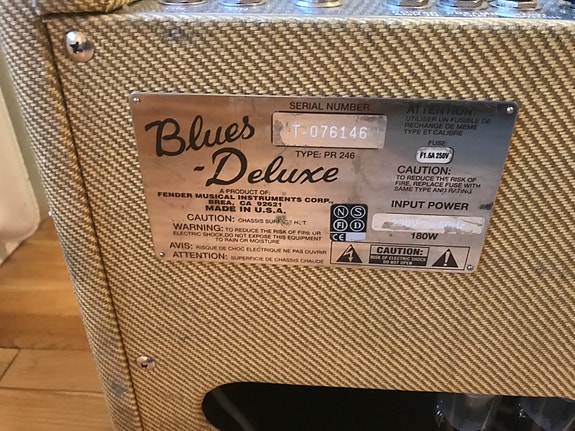 Blues
-Deluxe
SERIAL NUMBER
T-076146
TYPE: PR 246
A PRODUCT OF:
FENDER MUSICAL INSTRUMENTS CORP.,
BREA, CA 92621
MADE IN U.S.A.
CAUTION: CHASSIS SURFACE HOT
WARNING: TO REDUCE THE RISK OF FIRE OR
ELECTRIC SHOCK DO NOT EXPOSE THIS EQUIPMENT
TO RAIN OR MOISTURE
AVIS: RISQUE DE CHOC ELECTRIQUE NE PAS OUVRIR
ATTENTION: SUPERFICIE DE CHASSIS CHAUDE
N S
FI D
CE
ATTENTION:
UTILISER UN FUSIBLE DE
RECHANGE DE MEME
TYPE ET CALIBRE
FUSE
F1.6A 250V
CAUTION:
TO REDUCE THE RISK OF
FIRE, REPLACE FUSE WITH
SAME TYPE AND RATING
INPUT POWER
180W
CAUTION:
RISK OF ELECTRIC SHOCK
DO NOT OPEN